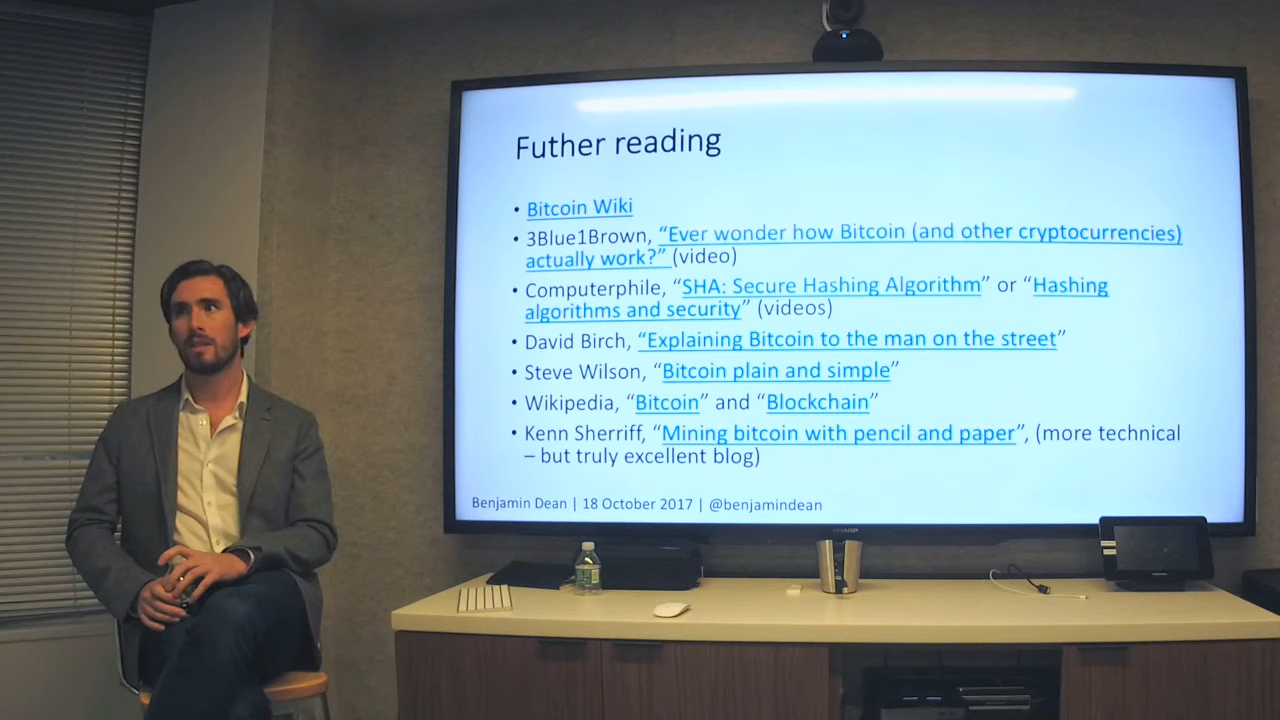 Futher reading
• Bitcoin Wiki
• 3Blue1Brown, “Ever wonder how Bitcoin (and other cryptocurrencies)
actually work?” (video)
• Computerphile, “SHA: Secure Hashing Algorithm” or “Hashing
algorithms and security” (videos)
• David Birch, “Explaining Bitcoin to the man on the street”
• Steve Wilson, “Bitcoin plain and simple”
• Wikipedia, “Bitcoin” and “Blockchain”
• Kenn Sherriff, “Mining bitcoin with pencil and paper”, (more technical
– but truly excellent blog)
Benjamin Dean | 18 October 2017 | @benjamindean
SHARP